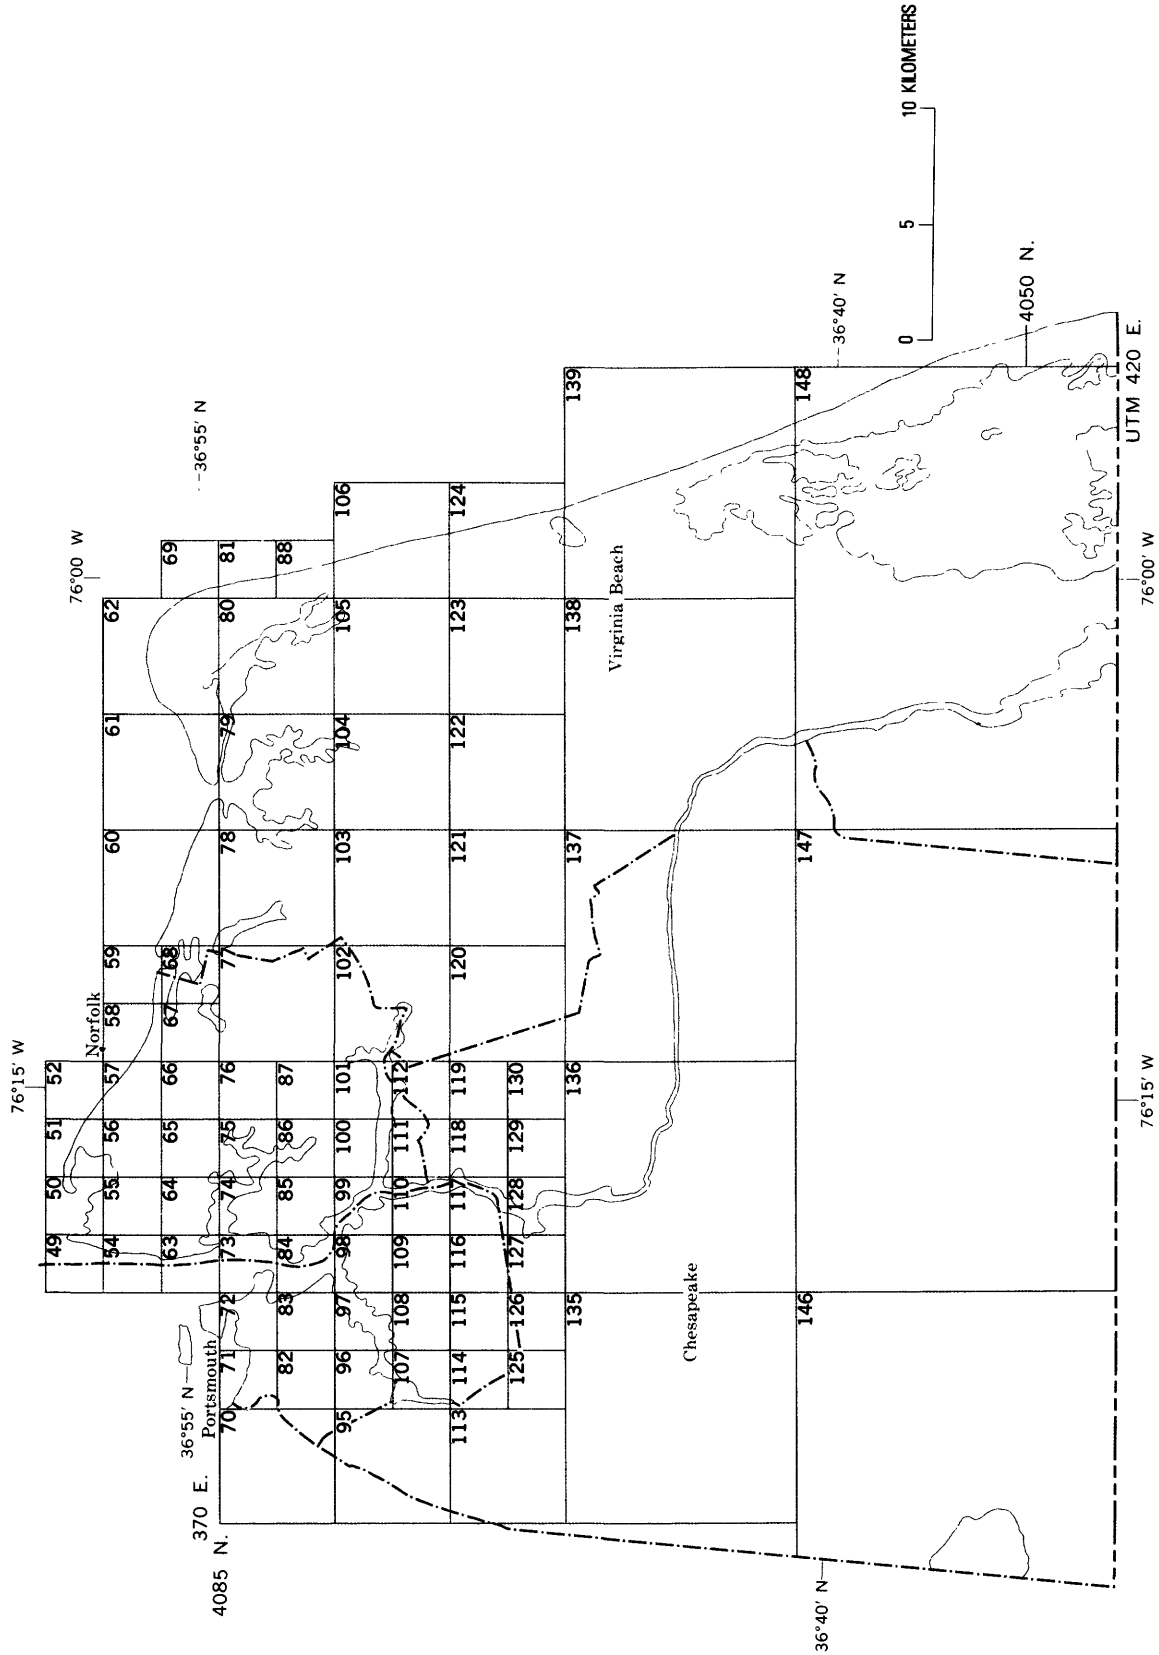 76°15' W
49 50 51 52
Norfolk
76°00' W
54 55 56 57 58 59 60 61 62
63 64 65 66 67 68 69
36°55' N
36°55' N
Portsmouth
370 E.
4085 N.
70 71 72 73 74 75 76 77 78 79 80 81
82 83 84 85 86 87 88
95 96 97 98 99 100 101 102 103 104 105 106
107 108 109 110 111 112
113 114 115 116 117 118 119 120 121 122 123 124
125 126 127 128 129 130
135 136 137 138 139
Virginia Beach
Chesapeake
146 147 148
36°40' N
36°40' N
4050 N.
UTM 420 E.
76°15' W
76°00' W
0 5 10 KILOMETERS